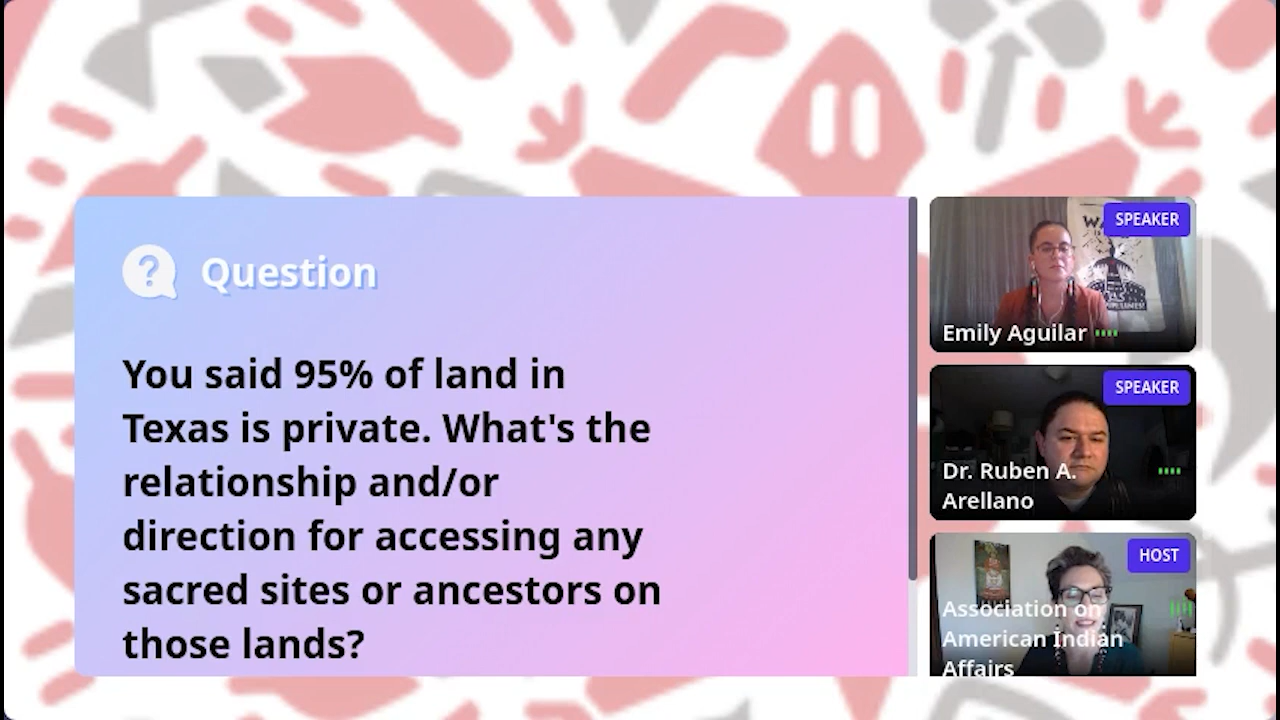 Question
You said 95% of land in
Texas is private. What's the
relationship and/or
direction for accessing any
sacred sites or ancestors on
those lands?
SPEAKER
Emily Aguilar
SPEAKER
Dr. Ruben A.
Arellano
HOST
Association on
American Indian
Affairs